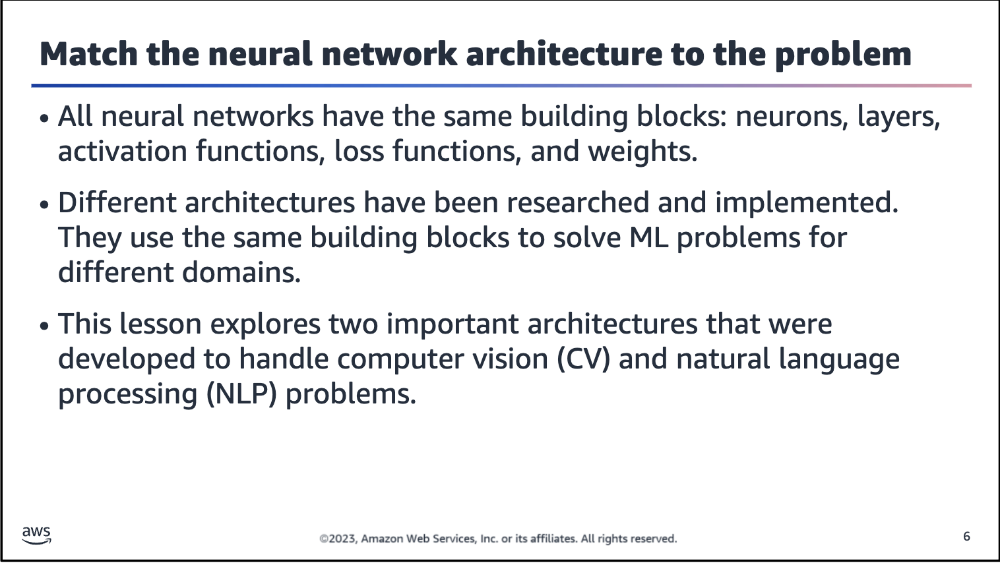 Match the neural network architecture to the problem
• All neural networks have the same building blocks: neurons, layers,
activation functions, loss functions, and weights.
• Different architectures have been researched and implemented.
They use the same building blocks to solve ML problems for
different domains.
• This lesson explores two important architectures that were
developed to handle computer vision (CV) and natural language
processing (NLP) problems.
aws
©2023, Amazon Web Services, Inc. or its affiliates. All rights reserved.
6